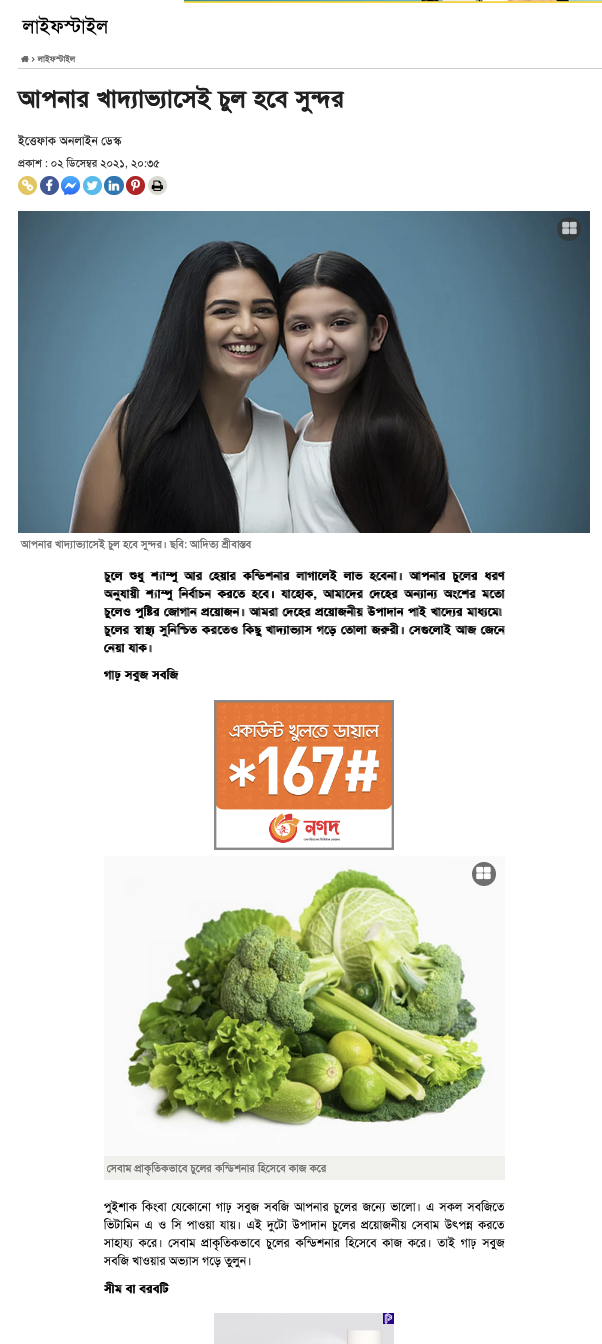 লাইফস্টাইল
> লাইফস্টাইল
আপনার খাদ্যাভ্যাসেই চুল হবে সুন্দর
ইত্তেফাক অনলাইন ডেস্ক
প্রকাশ : ০২ ডিসেম্বর ২০২১, ২০:৩৫
আপনার খাদ্যাভ্যাসেই চুল হবে সুন্দর। ছবি: আদিত্য শ্রীবাস্তব
চুলে শুধু শ্যাম্পু আর হেয়ার কন্ডিশনার লাগালেই লাভ হবেনা। আপনার চুলের ধরণ
অনুযায়ী শ্যাম্পু নির্বাচন করতে হবে। যাহোক, আমাদের দেহের অন্যান্য অংশের মতো
চুলেও পুষ্টির জোগান প্রয়োজন। আমরা দেহের প্রয়োজনীয় উপাদান পাই খাদ্যের মাধ্যমে৷
চুলের স্বাস্থ্য সুনিশ্চিত করতেও কিছু খাদ্যাভ্যাস গড়ে তোলা জরুরী। সেগুলোই আজ জেনে
নেয়া যাক।
গাঢ় সবুজ সবজি
একাউন্ট খুলতে ডায়াল
*167#
নগদ
সেবাম প্রাকৃতিকভাবে চুলের কন্ডিশনার হিসেবে কাজ করে
পুইশাক কিংবা যেকোনো গাঢ় সবুজ সবজি আপনার চুলের জন্যে ভালো। এ সকল সবজিতে
ভিটামিন এ ও সি পাওয়া যায়। এই দুটো উপাদান চুলের প্রয়োজনীয় সেবাম উৎপন্ন করতে
সাহায্য করে। সেবাম প্রাকৃতিকভাবে চুলের কন্ডিশনার হিসেবে কাজ করে। তাই গাঢ় সবুজ
সবজি খাওয়ার অভ্যাস গড়ে তুলুন।
সীম বা বরবটি